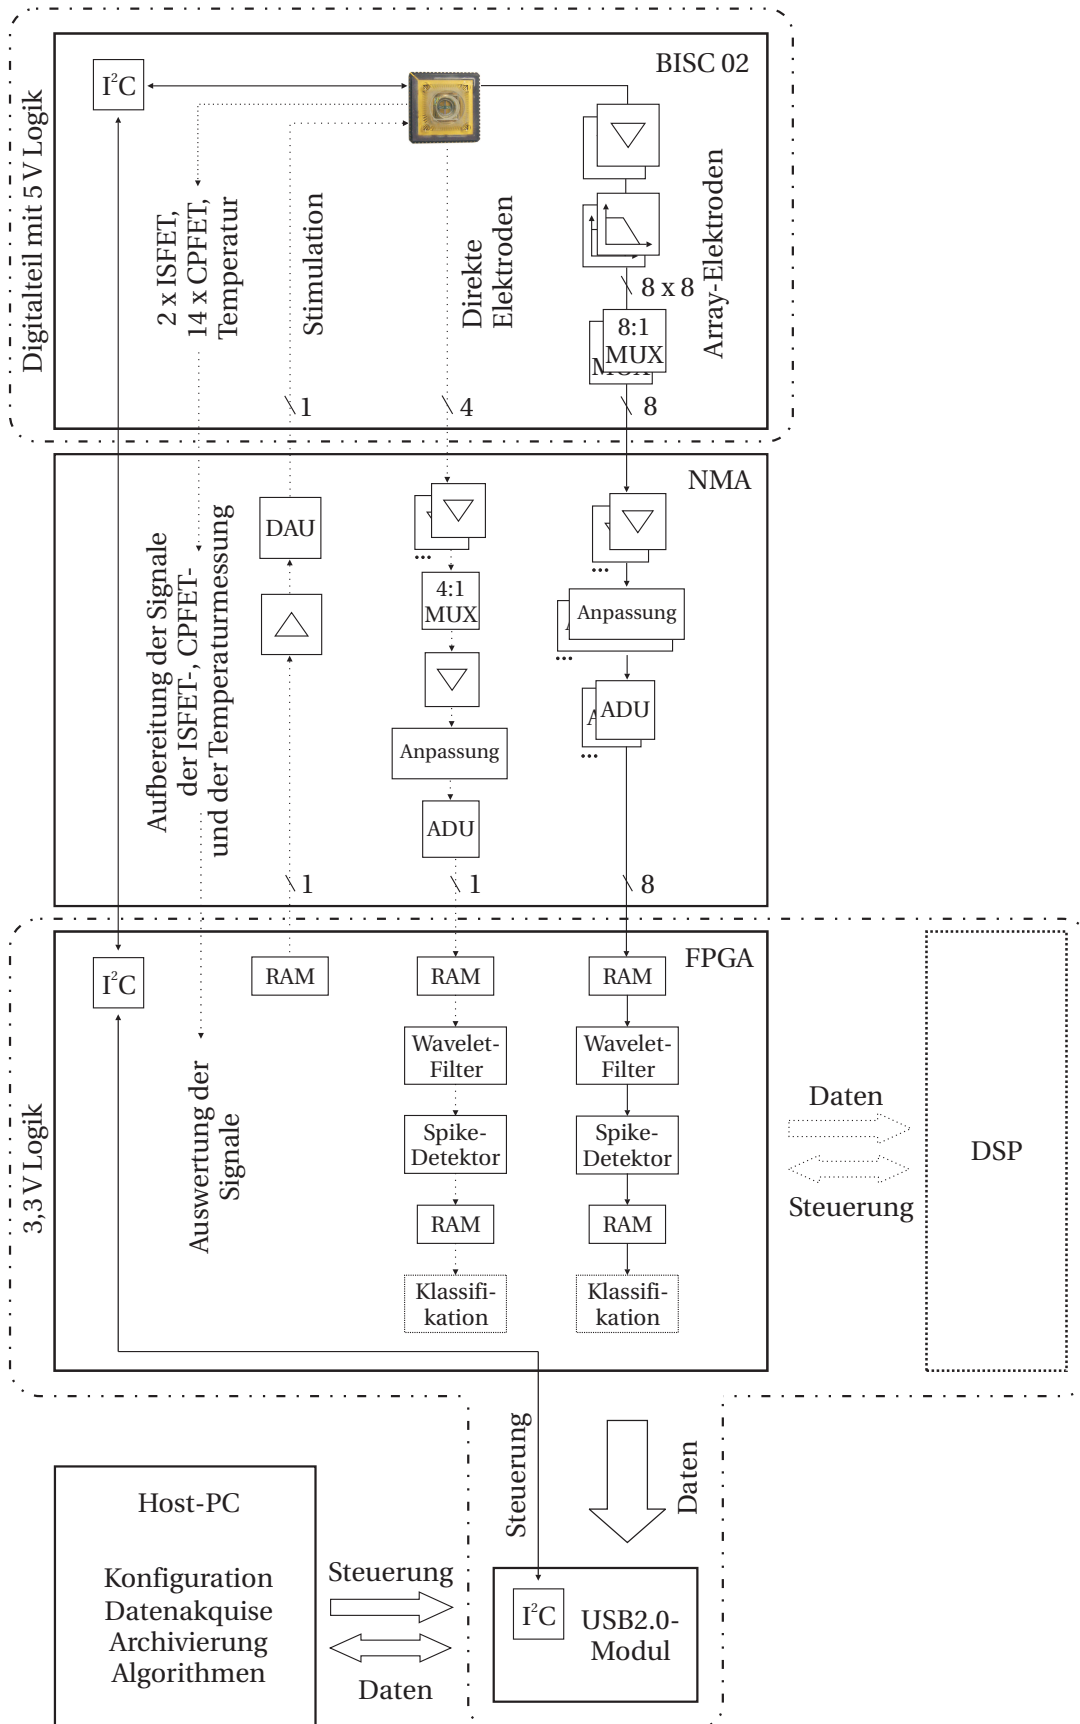 BISC 02
I²C
Digitalteil mit 5 V Logik
2 x ISFET,
14 x CPFET,
Temperatur
Stimulation
Direkte
Elektroden
Array-Elektroden
8 x 8
8:1
MUX
1
4
8
NMA
Aufbereitung der Signale
der ISFET-, CPFET-
und der Temperaturmessung
DAU
...
4:1
MUX
Anpassung
ADU
...
Anpassung
...
ADU
...
1
1
8
FPGA
3,3 V Logik
I²C
Auswertung der
Signale
RAM
RAM
Wavelet-
Filter
Spike-
Detektor
RAM
Klassifi-
kation
RAM
Wavelet-
Filter
Spike-
Detektor
RAM
Klassifi-
kation
Daten
Steuerung
DSP
Steuerung
Daten
Host-PC
Konfiguration
Datenakquise
Archivierung
Algorithmen
Steuerung
Daten
I²C
USB2.0-
Modul